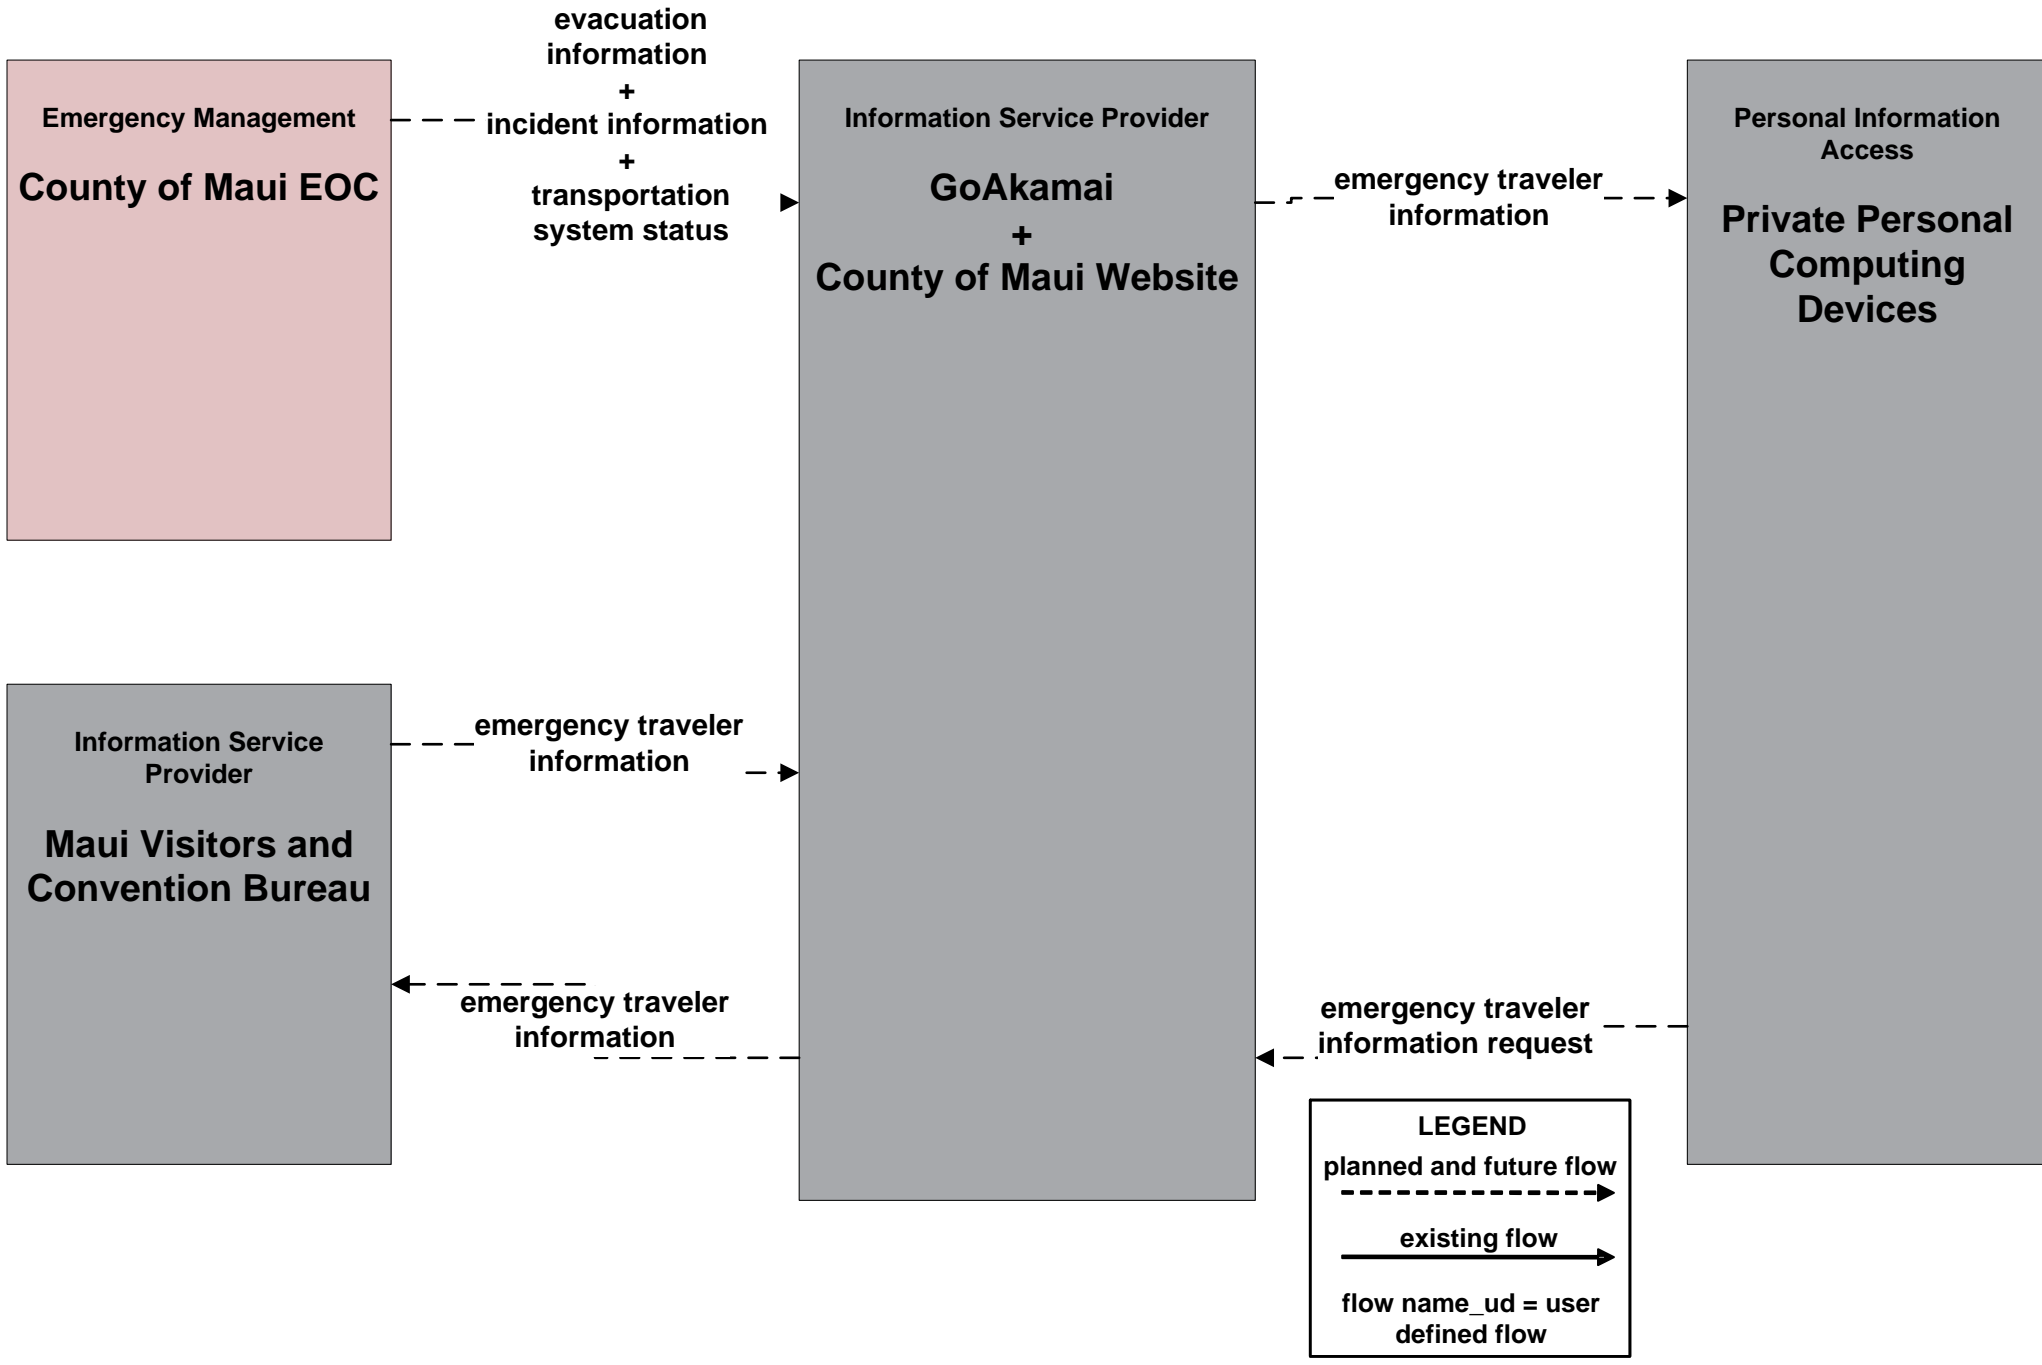 evacuation
information
+
incident information
+
transportation
system status
Emergency Management
County of Maui EOC
Information Service Provider
GoAkamai
+
County of Maui Website
emergency traveler
information
Personal Information
Access
Private Personal
Computing
Devices
Information Service
Provider
Maui Visitors and
Convention Bureau
emergency traveler
information
emergency traveler
information
emergency traveler
information request
LEGEND
planned and future flow
existing flow
flow name_ud = user
defined flow